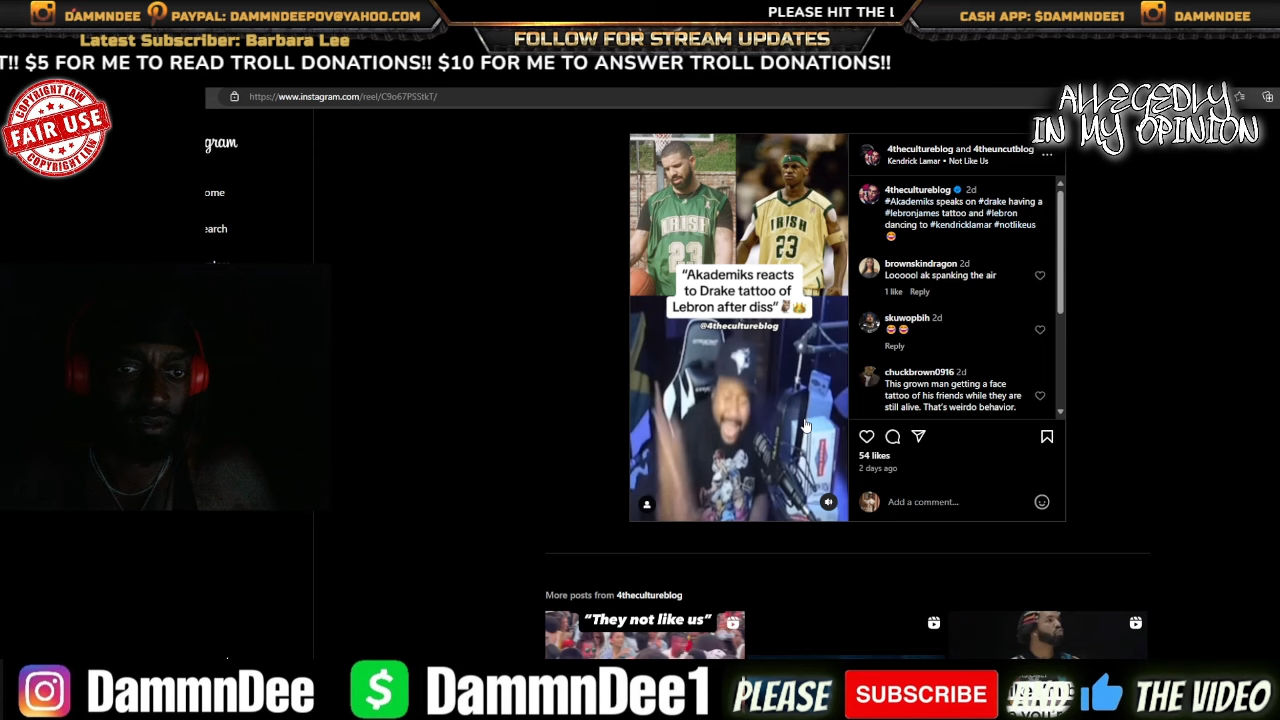 DAMMNDEE
PAYPAL: DAMMNDEEPOV@YAHOO.COM
PLEASE HIT THE L
CASH APP: $DAMMNDEE1
DAMMNDEE
Latest Subscriber: Barbara Lee
FOLLOW FOR STREAM UPDATES
T!! $5 FOR ME TO READ TROLL DONATIONS!! $10 FOR ME TO ANSWER TROLL DONATIONS!!
COPYRIGHT LAW
FAIR USE
COPYRIGHT LAW
https://www.instagram.com/reel/C9o67PSStkT/
ALLEGEDLY
IN MY OPINION
gram
ome
earch
IRISH
23
IRISH
23
"Akademiks reacts
to Drake tattoo of
Lebron after diss"🦉👑
@4thecultureblog
4thecultureblog and 4theuncutblog
Kendrick Lamar • Not Like Us
4thecultureblog 2d
#Akademiks speaks on #drake having a
#lebronjames tattoo and #lebron
dancing to #kendricklamar #notlikeus
😂
brownskindragon 2d
Loooool ak spanking the air
1 like Reply
skuwopbih 2d
😂 😂
Reply
chuckbrown0916 2d
This grown man getting a face
tattoo of his friends while they are
still alive. That's weirdo behavior.
54 likes
2 days ago
Add a comment...
More posts from 4thecultureblog
"They not like us"
DammnDee
$
DammnDee1
PLEASE
SUBSCRIBE
THE VIDEO